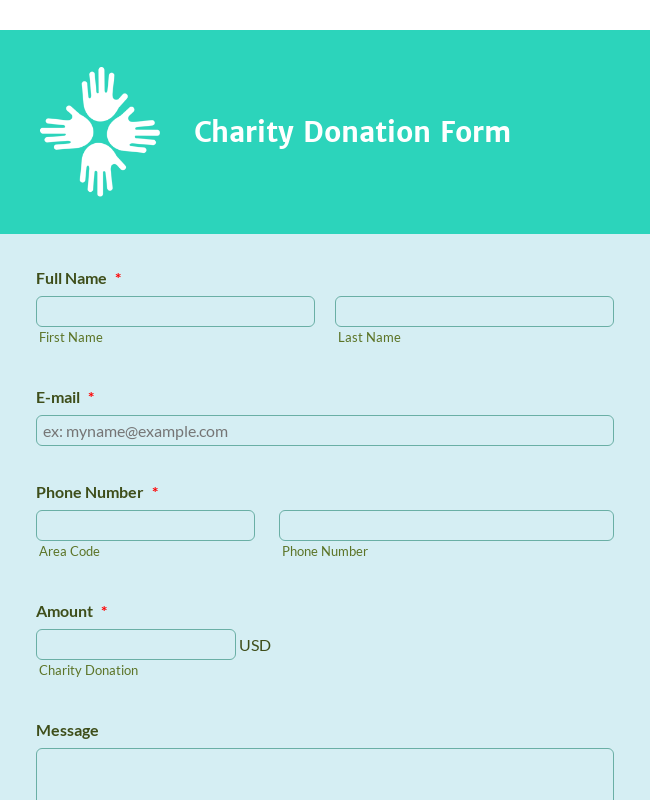 Charity Donation Form
Full Name *
First Name Last Name
E-mail *
ex: myname@example.com
Phone Number *
Area Code Phone Number
Amount *
USD
Charity Donation
Message